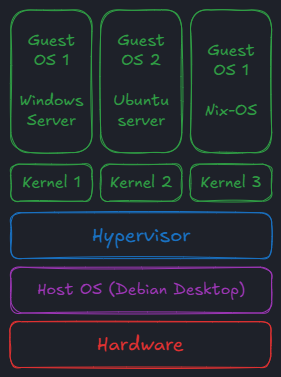 Guest
OS 1
Windows
Server
Guest
OS 2
Ubuntu
server
Guest
OS 1
Nix-OS
Kernel 1
Kernel 2
Kernel 3
Hypervisor
Host OS (Debian Desktop)
Hardware